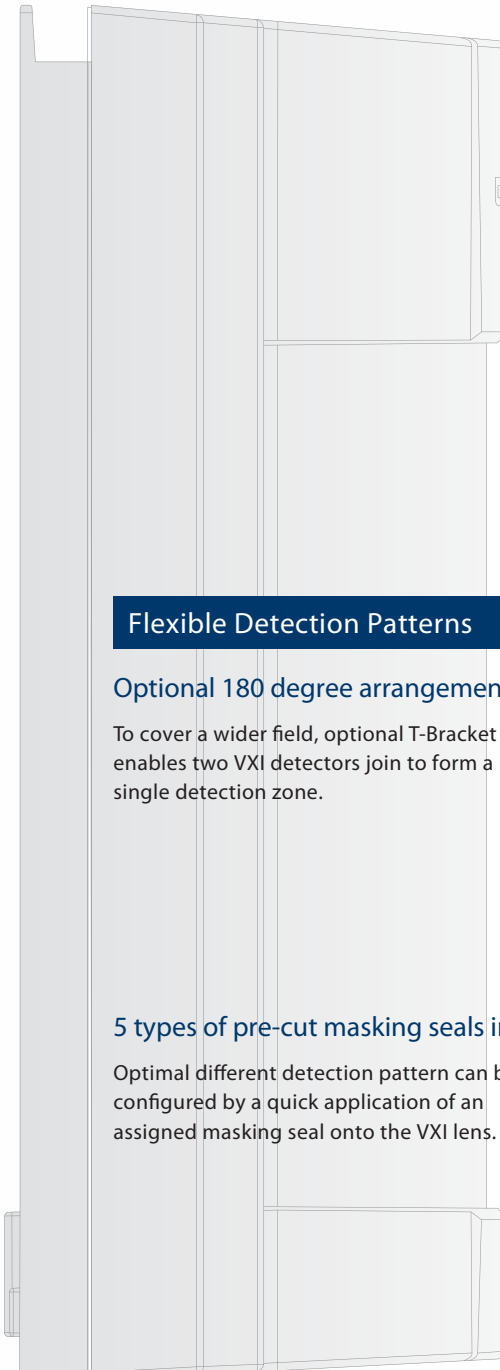 Flexible Detection Patterns
Optional 180 degree arrangemen
To cover a wider field, optional T-Bracket
enables two VXI detectors join to form a
single detection zone.
5 types of pre-cut masking seals
Optimal different detection pattern can
configured by a quick application of an
assigned masking seal onto the VXI lens.